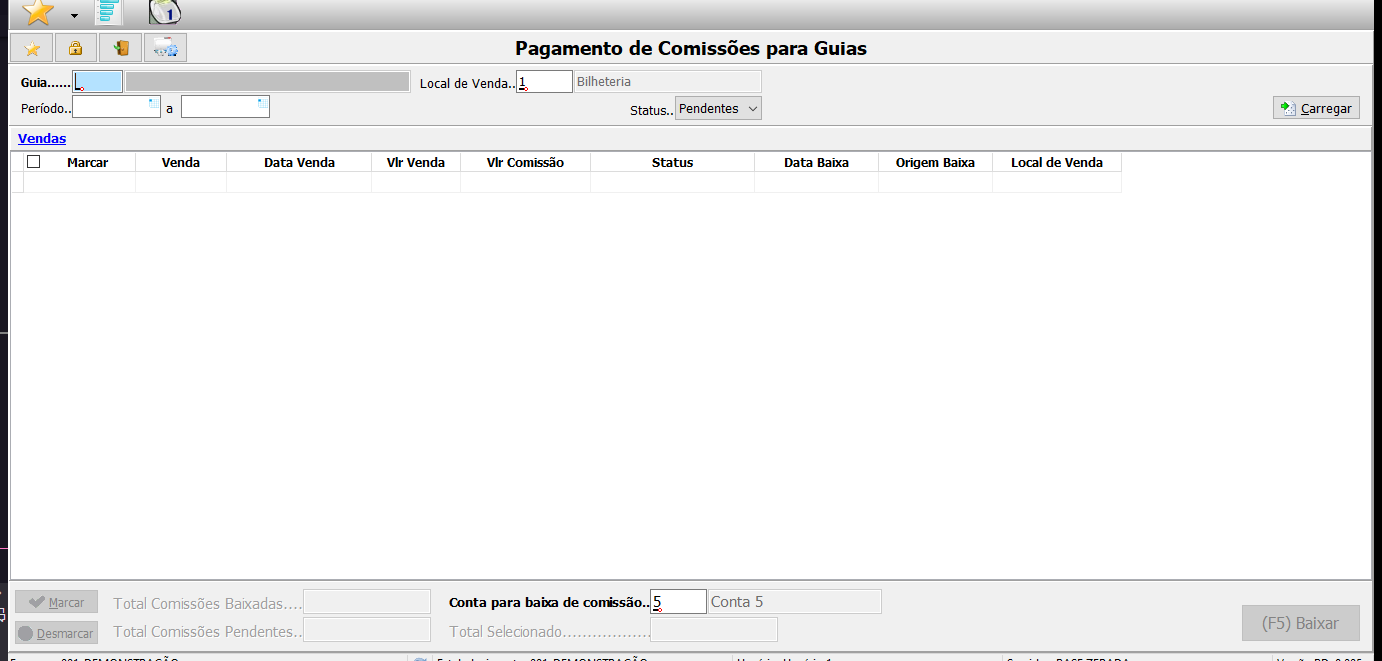 1
Pagamento de Comissões para Guias
Guia...... Local de Venda.. 1 Bilheteria
Período.. a Status.. Pendentes Carregar
Vendas
Marcar Venda Data Venda Vlr Venda Vlr Comissão Status Data Baixa Origem Baixa Local de Venda
Marcar Total Comissões Baixadas.... Conta para baixa de comissão.. 5 Conta 5
Desmarcar Total Comissões Pendentes.. Total Selecionado.................. (F5) Baixar